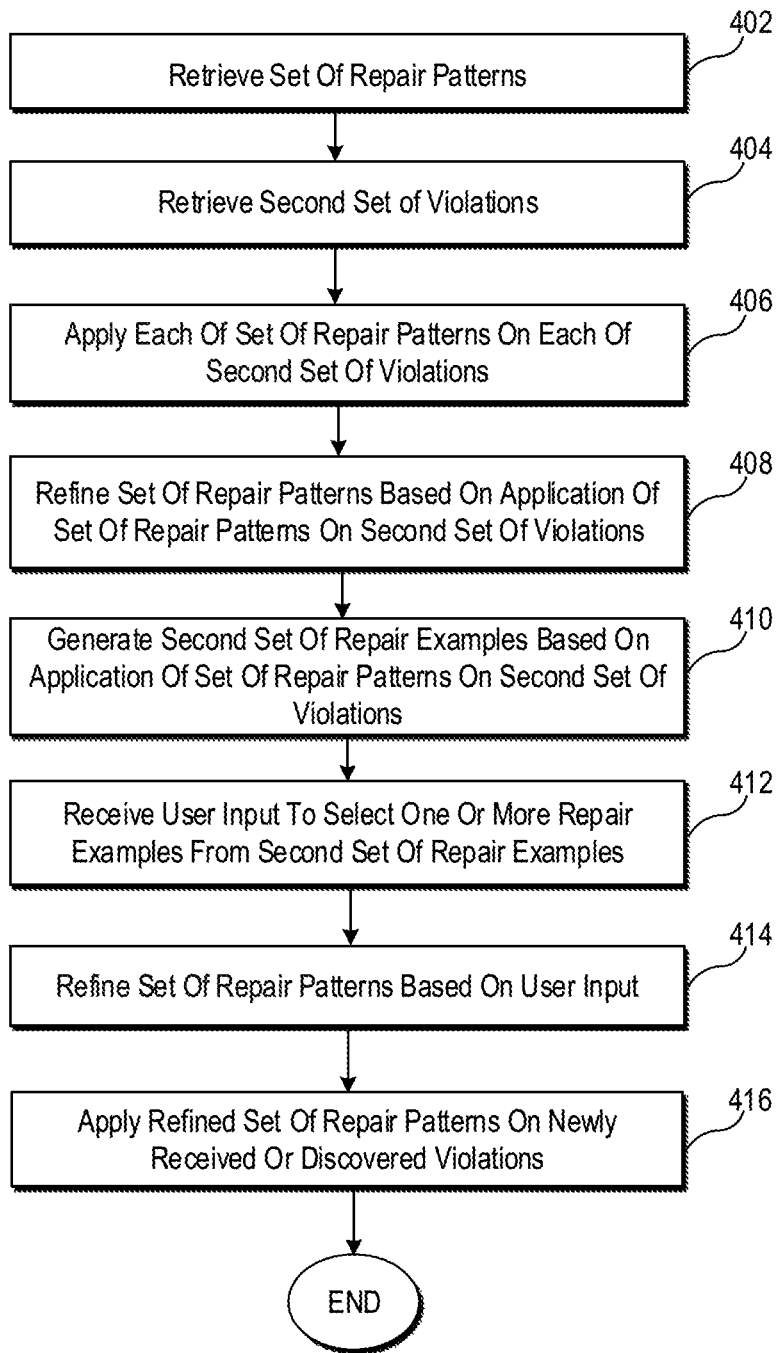 402
Retrieve Set Of Repair Patterns
404
Retrieve Second Set of Violations
406
Apply Each Of Set Of Repair Patterns On Each Of
Second Set Of Violations
408
Refine Set Of Repair Patterns Based On Application Of
Set Of Repair Patterns On Second Set Of Violations
410
Generate Second Set Of Repair Examples Based On
Application Of Set Of Repair Patterns On Second Set Of
Violations
412
Receive User Input To Select One Or More Repair
Examples From Second Set Of Repair Examples
414
Refine Set Of Repair Patterns Based On User Input
416
Apply Refined Set Of Repair Patterns On Newly
Received Or Discovered Violations
END